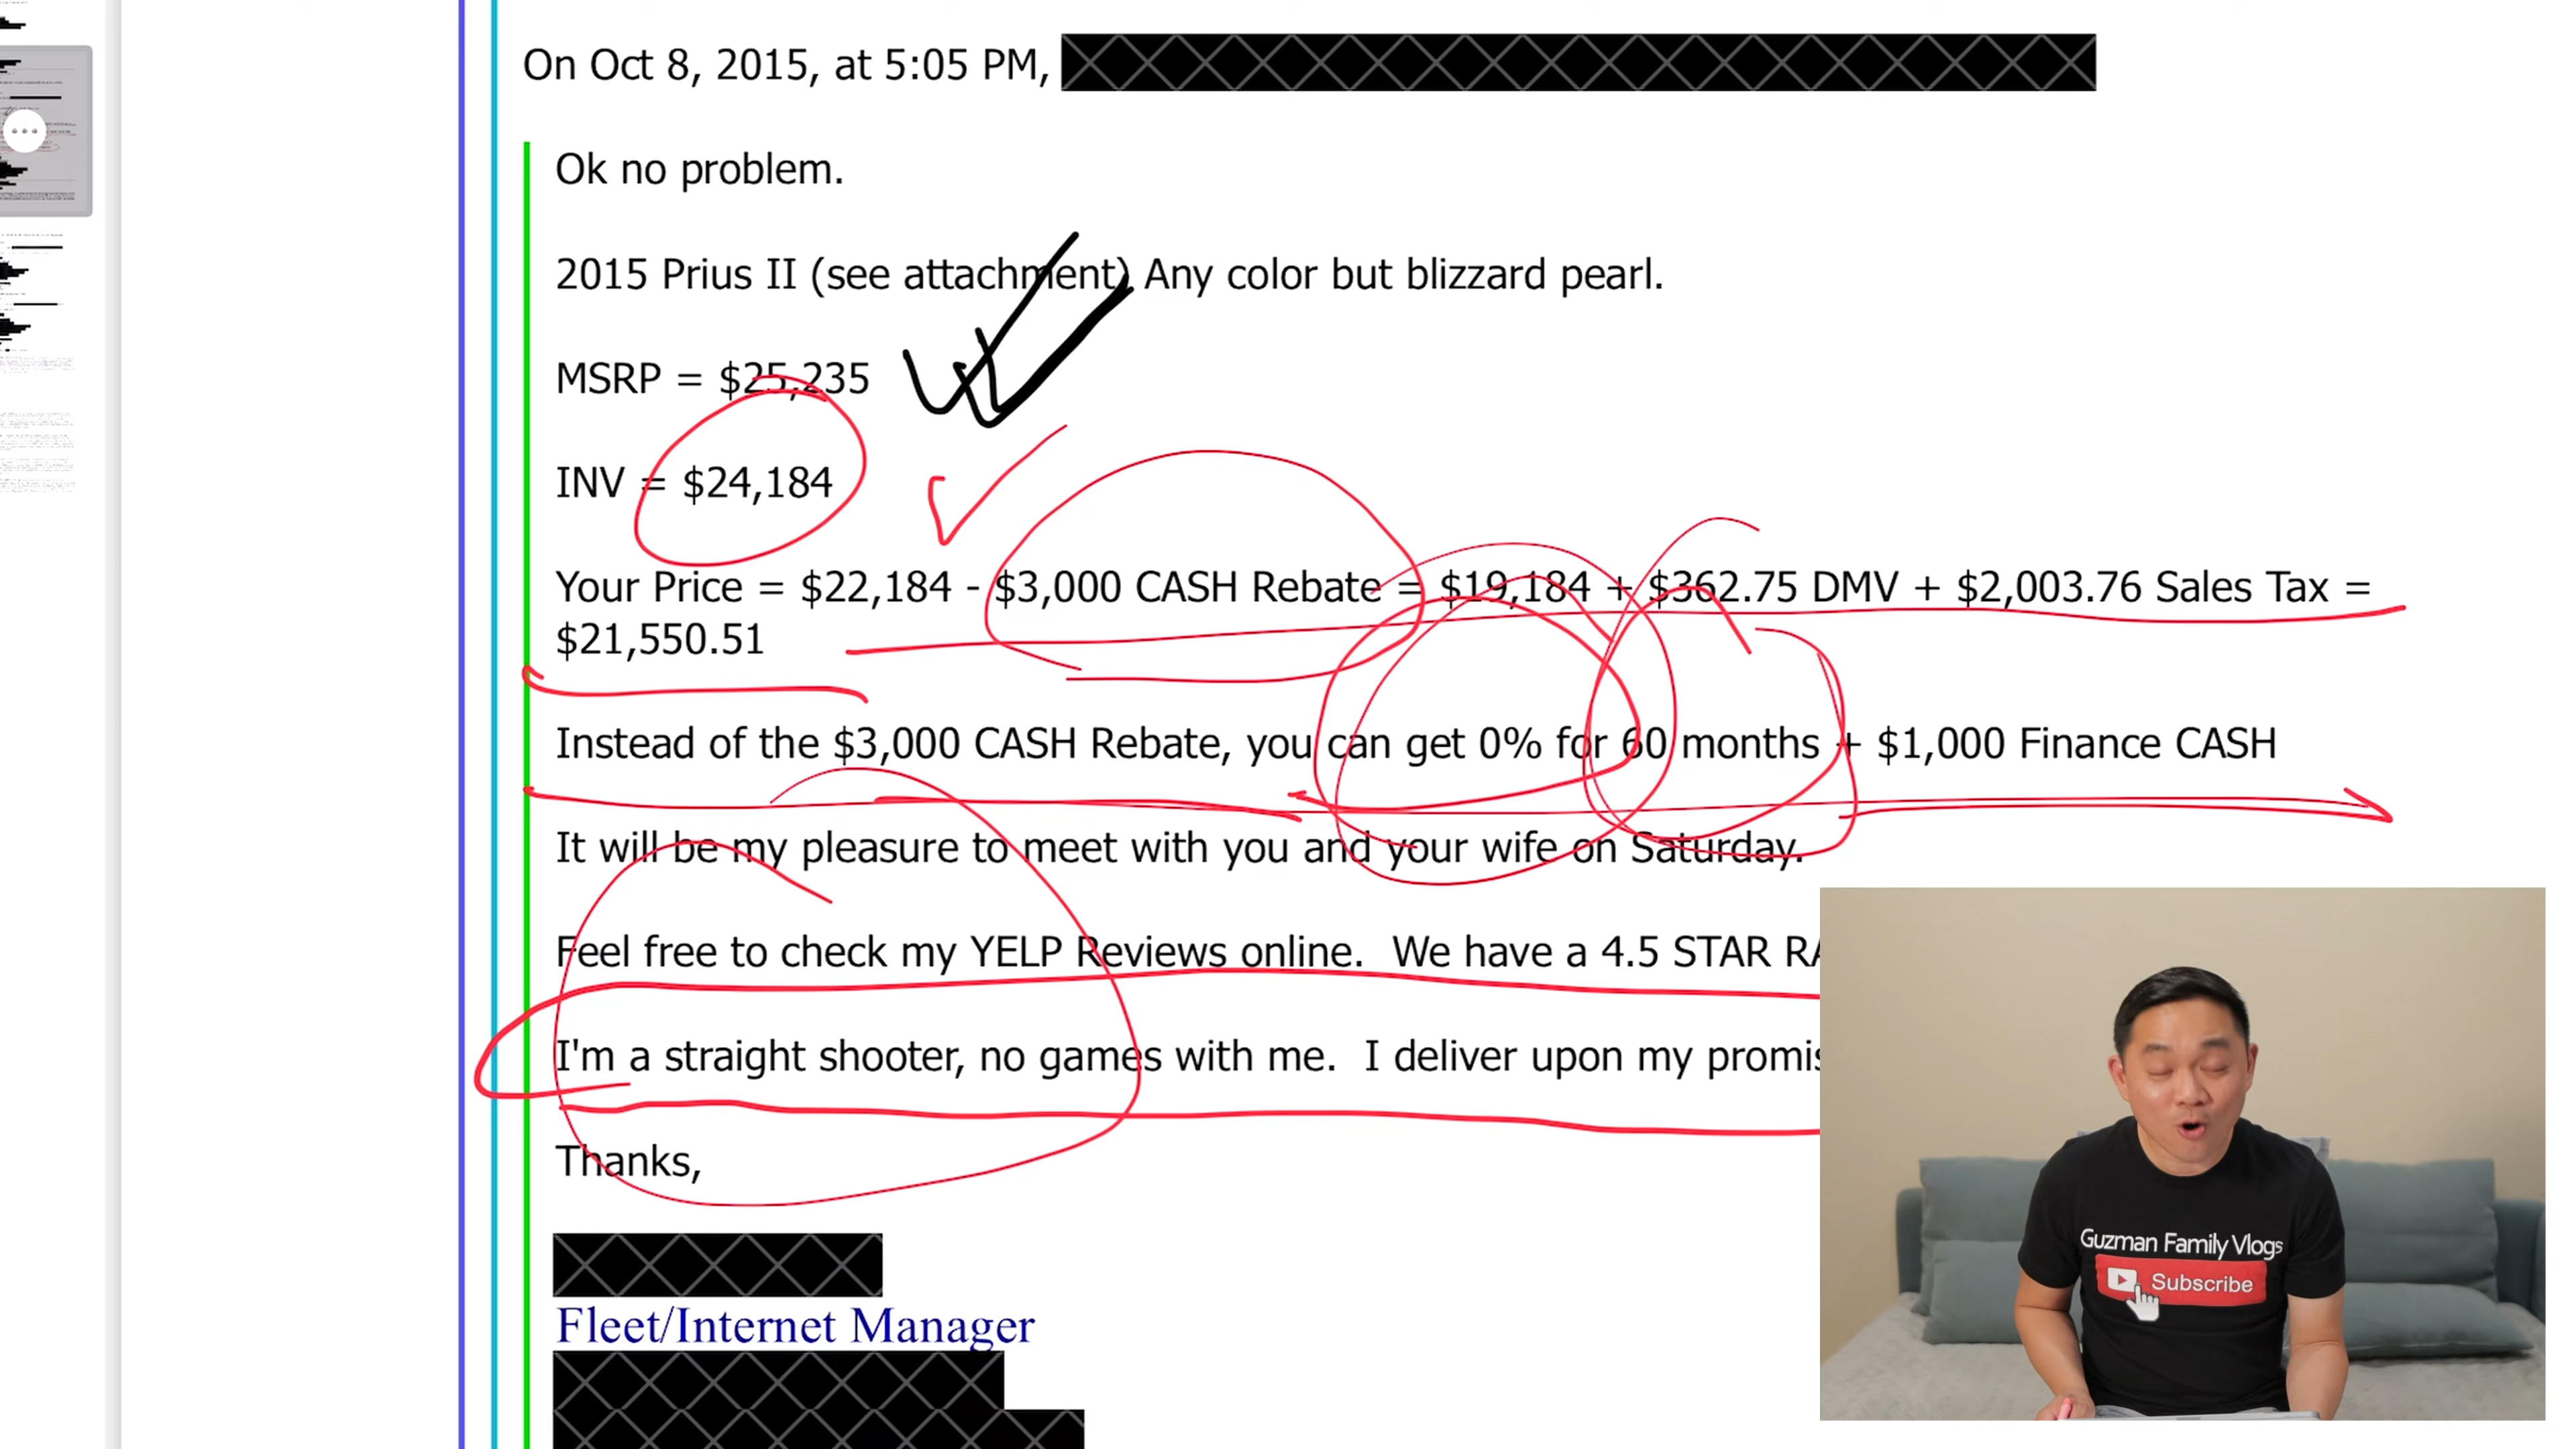 On Oct 8, 2015, at 5:05 PM,
Ok no problem.
2015 Prius II (see attachment) Any color but blizzard pearl.
MSRP = $25,235
INV = $24,184
Your Price = $22,184 - $3,000 CASH Rebate = $19,184 + $362.75 DMV + $2,003.76 Sales Tax =
$21,550.51
Instead of the $3,000 CASH Rebate, you can get 0% for 60 months + $1,000 Finance CASH
It will be my pleasure to meet with you and your wife on Saturday.
Feel free to check my YELP Reviews online. We have a 4.5 STAR
I'm a straight shooter, no games with me. I deliver upon my
Thanks,
Fleet/Internet Manager
Guzman Family Vlogs
Subscribe